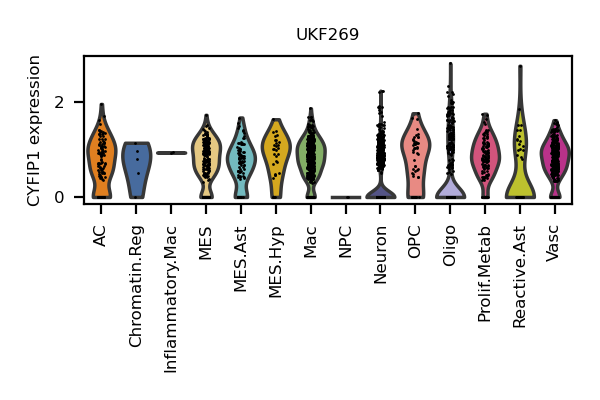 UKF269
CYFIP1 expression
2
0
AC
Chromatin.Reg
Inflammatory.Mac
MES
MES.Ast
MES.Hyp
Mac
NPC
Neuron
OPC
Oligo
Prolif.Metab
Reactive.Ast
Vasc